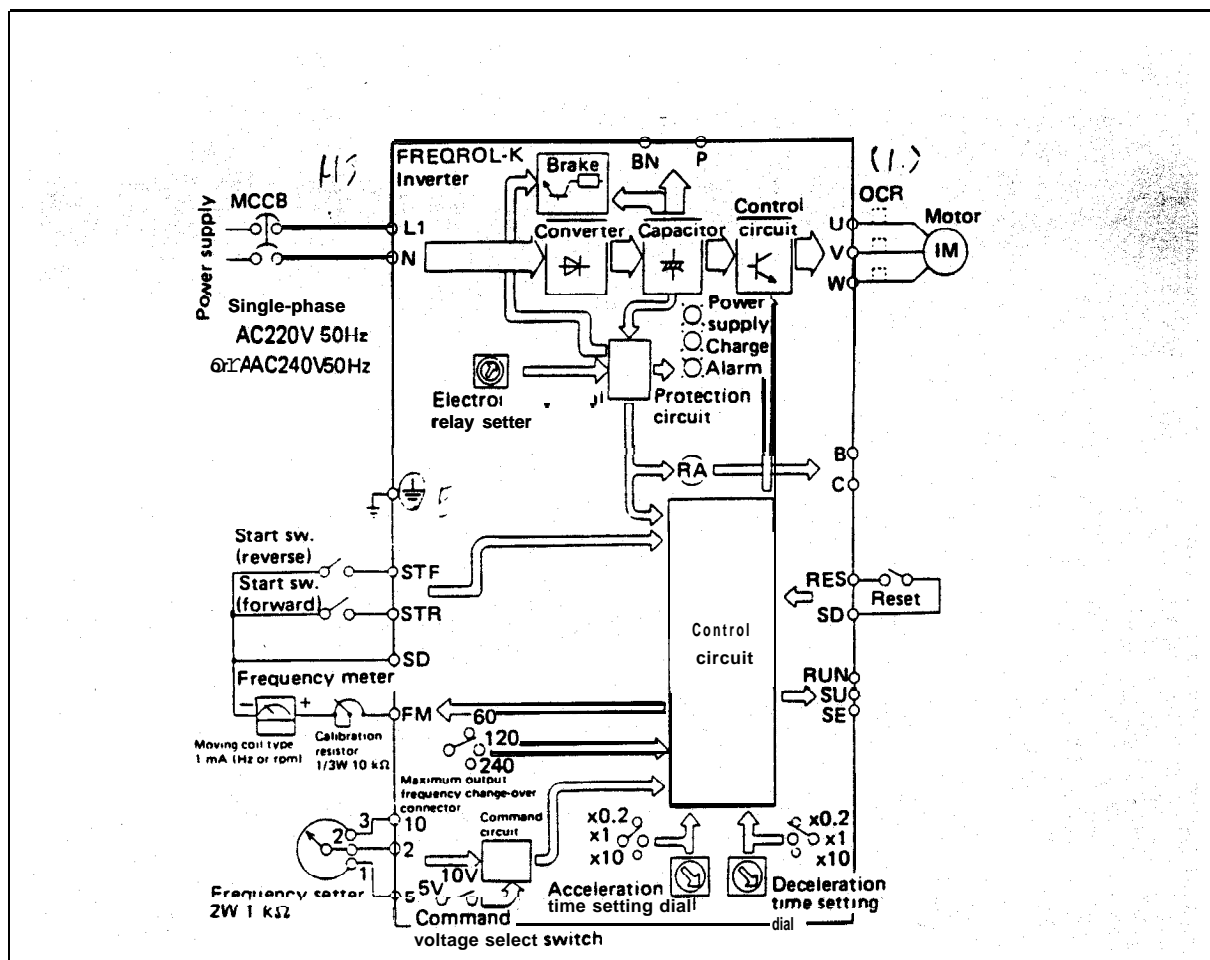 BN
P
FREQROL-K
Inverter
Brake
MCCB
OCR
Power supply
L1
N
Converter
Capacitor
Control
circuit
U
V
W
Motor
IM
Single-phase
AC220V 50Hz
AC240V50Hz
Power
supply
Charge
Alarm
relay setter
Protection
circuit
RA
B
C
Start sw.
(reverse)
STF
Start sw.
(forward)
STR
SD
RES
Reset
SD
Control
circuit
RUN
SU
SE
Frequency meter
−
+
FM
Moving coil type
1 mA (Hz or rpm)
Calibration
resistor
1/3W 10 kΩ
60
120
240
Maximum output
frequency change-over
connector
3
10
2
2
1
5
Command
circuit
10V
5V
Frequency setter
2W 1 kΩ
Command
voltage select switch
x0.2
x1
x10
Acceleration
time setting dial
x0.2
x1
x10
Deceleration
time setting
dial